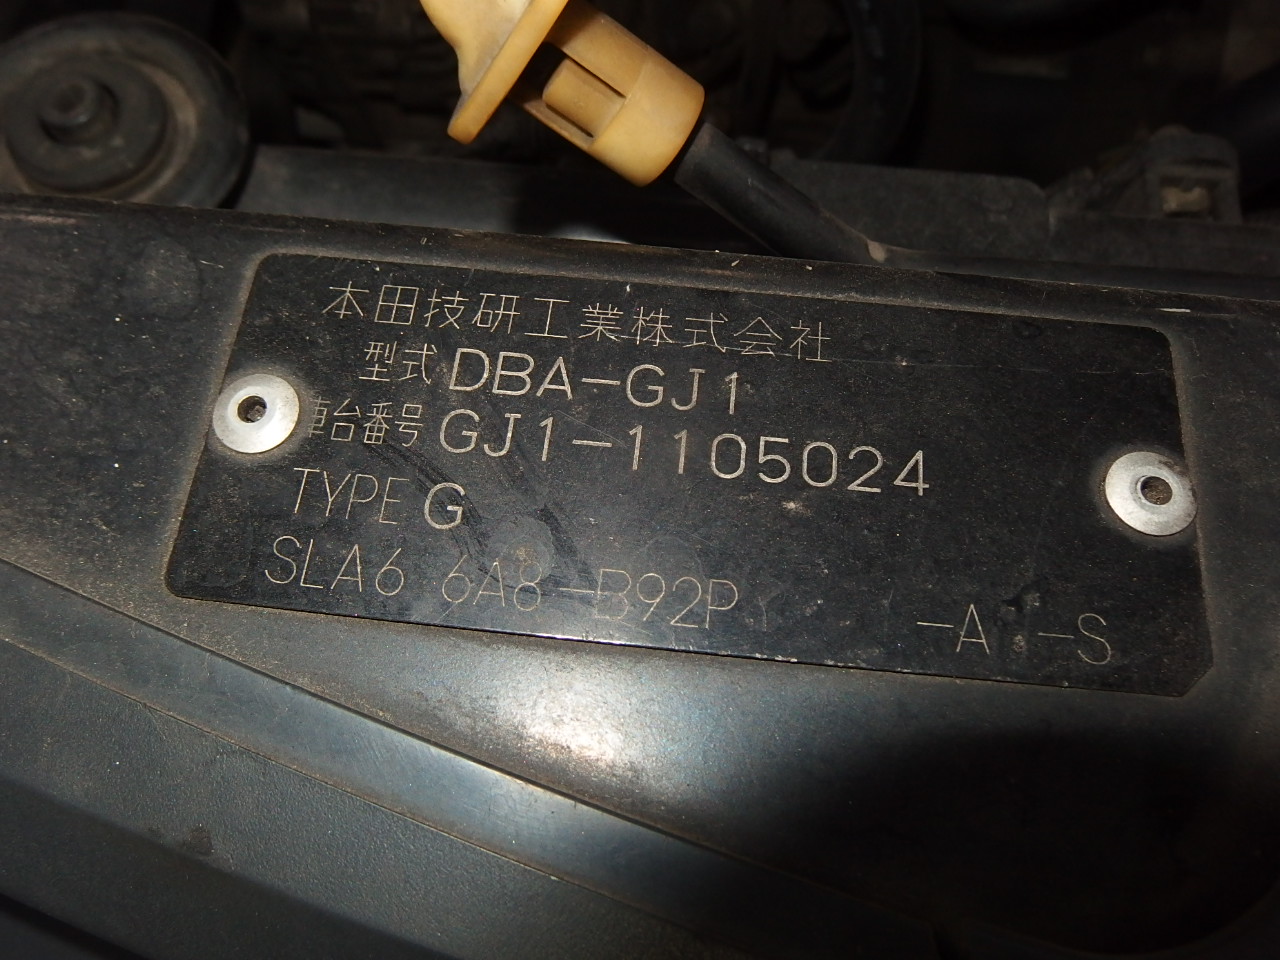 本田技研工業株式会社
型式 DBA-GJ1
車台番号 GJ1-1105024
TYPE G
SLA6 6A8-B92P -A -S